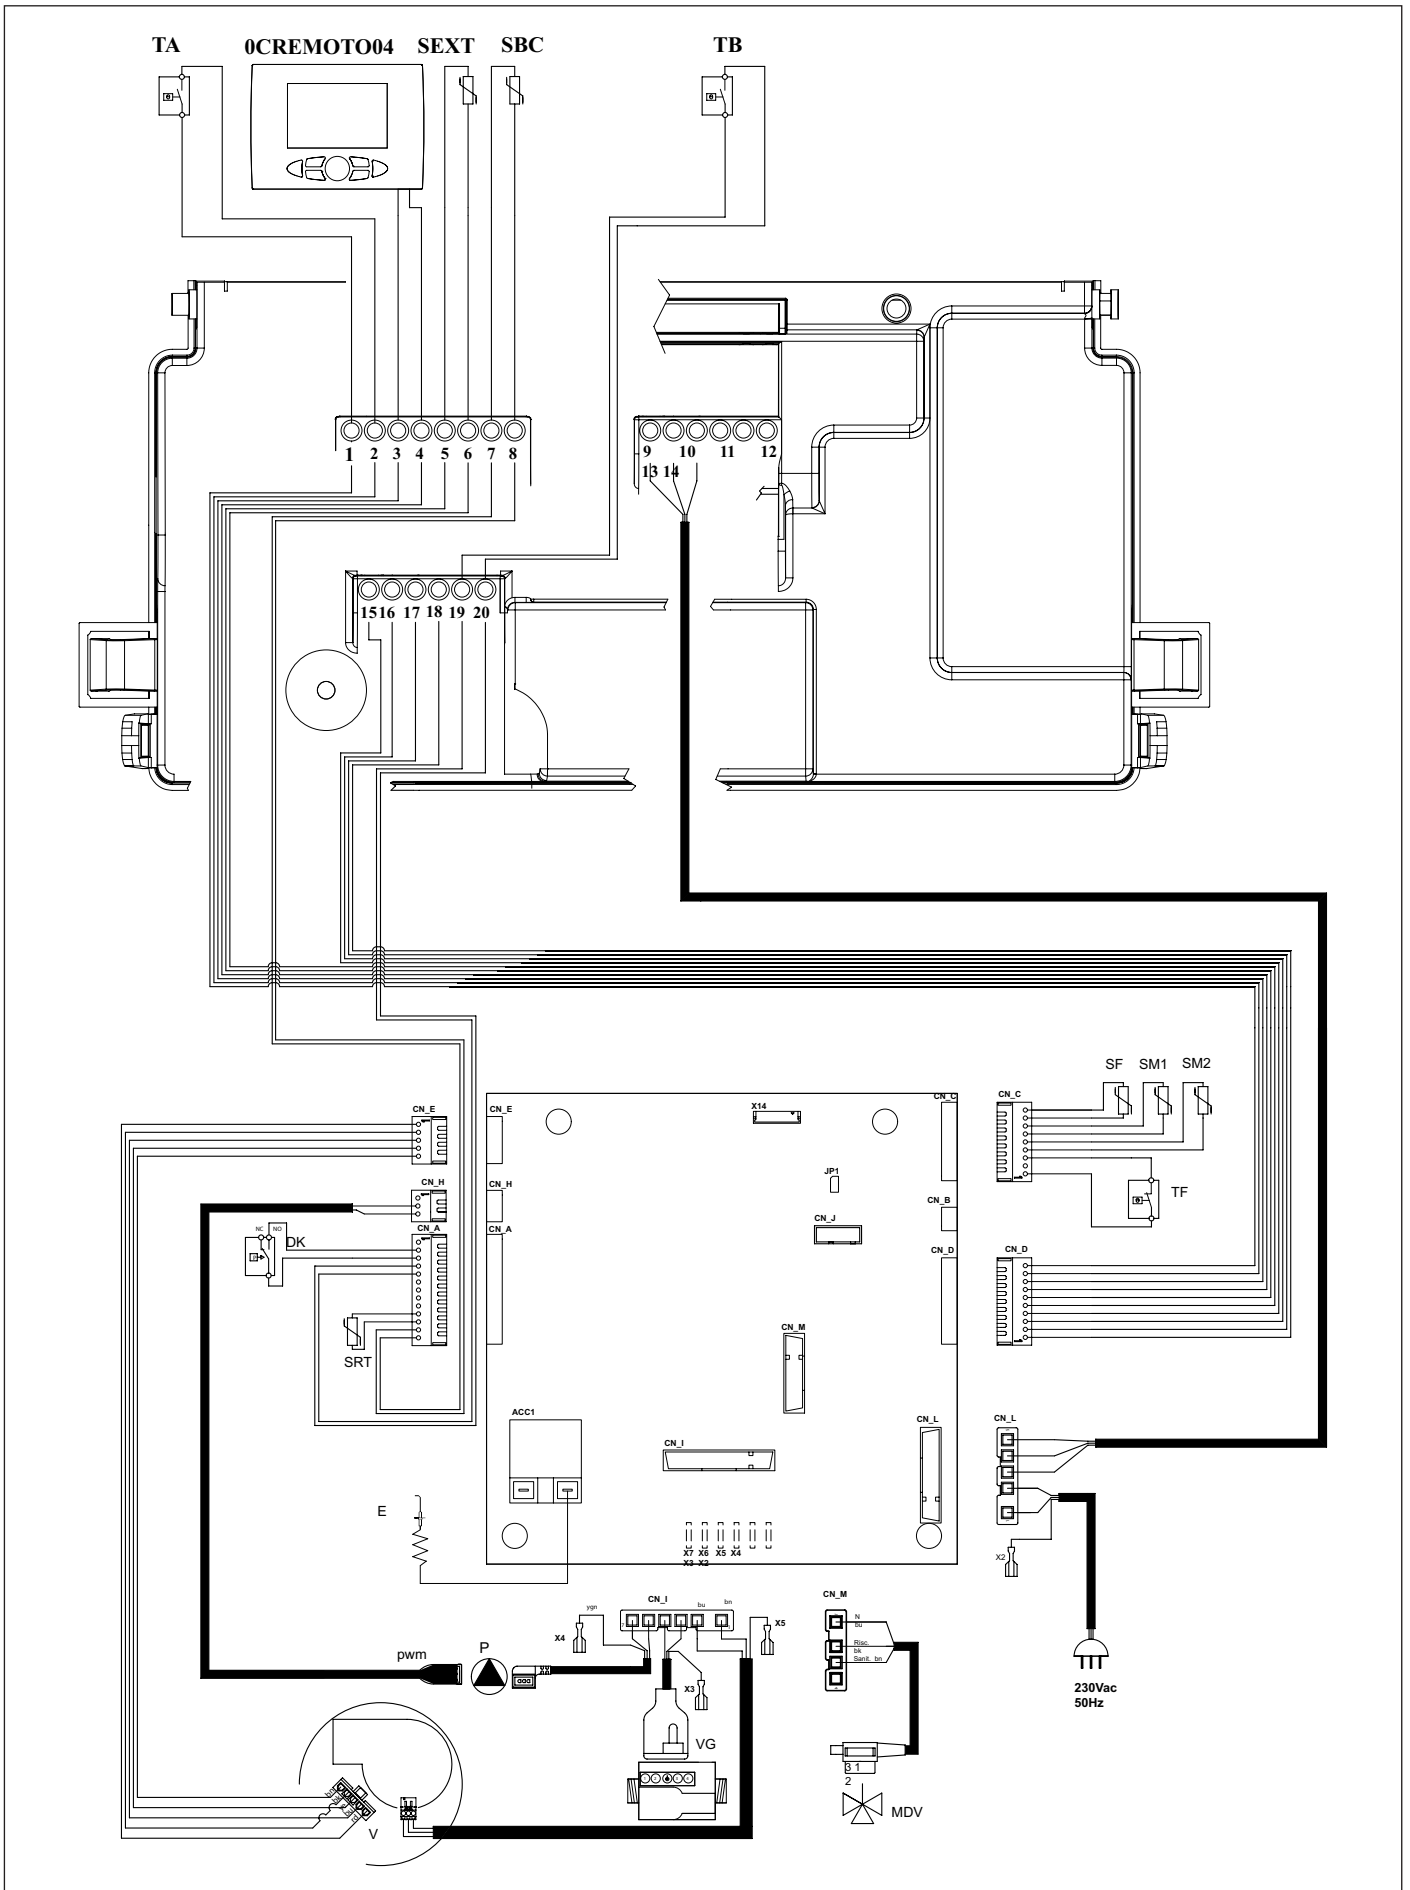 TA 0CREMOTO04 SEXT SBC TB
1 2 3 4 5 6 7 8
9 10 11 12
13 14
15 16 17 18 19 20
SF SM1 SM2
CN_E CN_E X14 CN_C CN_C
JP1
CN_H CN_H CN_B TF
NC NO DK CN_A CN_A CN_J CN_D CN_D
CN_M
SRT
ACC1 CN_I CN_L CN_L
E
X7 X6 X5 X4
X3 X2
X2
CN_I CN_M
ygn bu bn
X4 X5
N
bu
Risc.
bk
Sanit. bn
pwm P
X3
230Vac
50Hz
VG
3 1
2
MDV
V